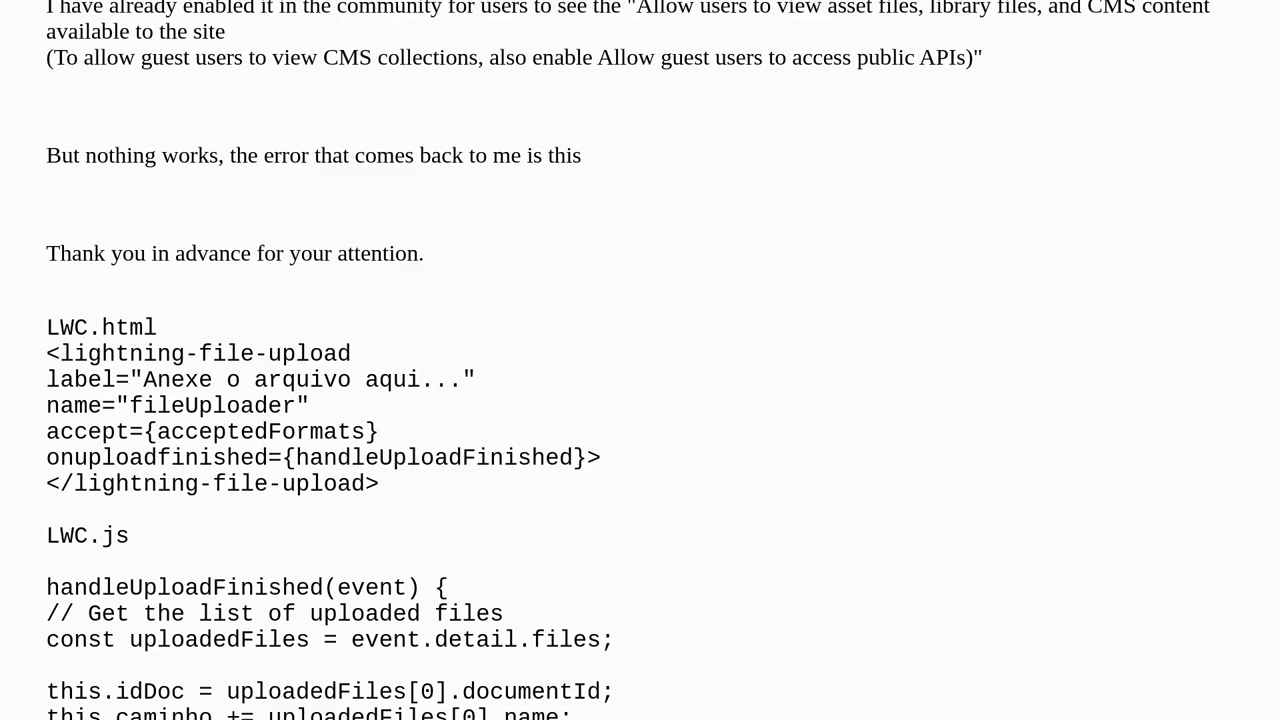 I have already enabled it in the community for users to see the "Allow users to view asset files, library files, and CMS content
available to the site
(To allow guest users to view CMS collections, also enable Allow guest users to access public APIs)"
But nothing works, the error that comes back to me is this
Thank you in advance for your attention.
LWC.html
<lightning-file-upload
label="Anexe o arquivo aqui..."
name="fileUploader"
accept={acceptedFormats}
onuploadfinished={handleUploadFinished}>
</lightning-file-upload>
LWC.js
handleUploadFinished(event) {
// Get the list of uploaded files
const uploadedFiles = event.detail.files;
this.idDoc = uploadedFiles[0].documentId;
this.caminho += uploadedFiles[0].name;